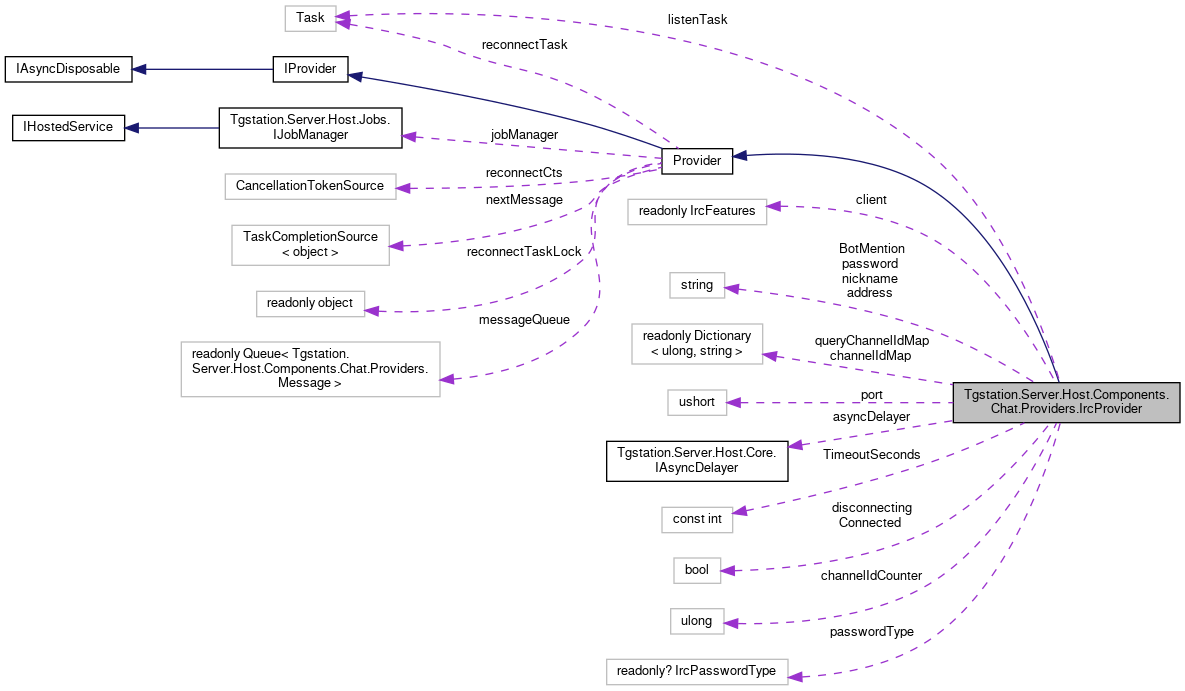 Task
listenTask
reconnectTask
IAsyncDisposable
IProvider
IHostedService
Tgstation.Server.Host.Jobs.
IJobManager
jobManager
Provider
CancellationTokenSource
reconnectCts
nextMessage
client
readonly IrcFeatures
TaskCompletionSource
< object >
reconnectTaskLock
BotMention
password
nickname
address
string
readonly object
messageQueue
readonly Queue< Tgstation.
Server.Host.Components.Chat.Providers.
Message >
readonly Dictionary
< ulong, string >
queryChannelIdMap
channelIdMap
ushort
port
Tgstation.Server.Host.Components.
Chat.Providers.IrcProvider
asyncDelayer
Tgstation.Server.Host.Core.
IAsyncDelayer
TimeoutSeconds
const int
disconnecting
Connected
bool
channelIdCounter
ulong
passwordType
readonly? IrcPasswordType